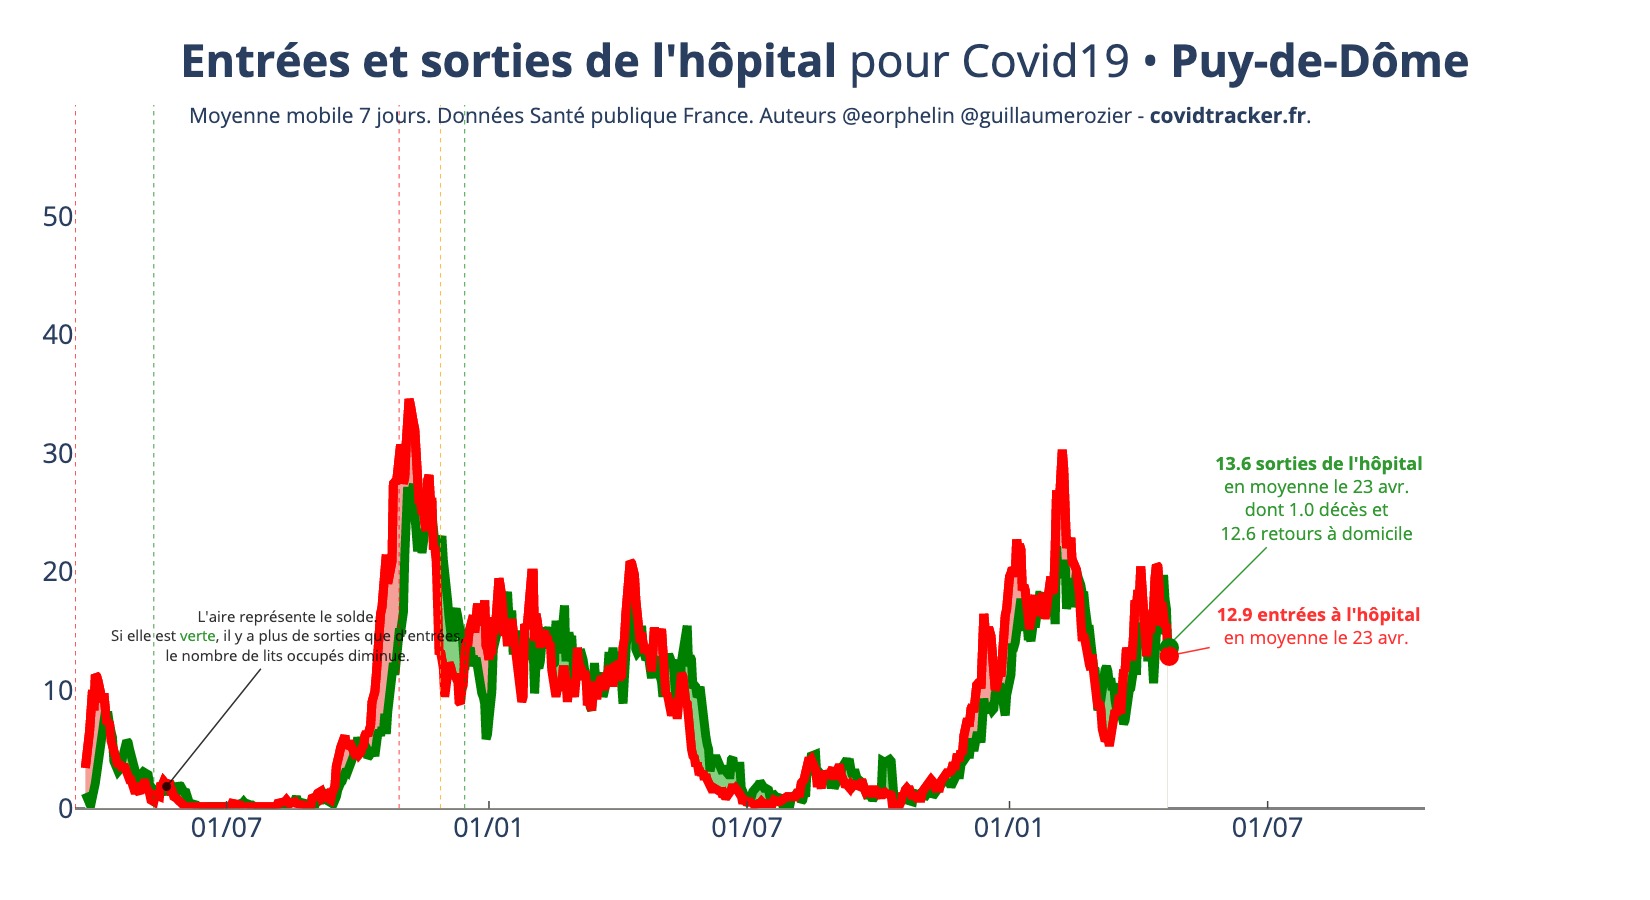 Entrées et sorties de l'hôpital pour Covid19 • Puy-de-Dôme
Moyenne mobile 7 jours. Données Santé publique France. Auteurs @eorphelin @guillaumerozier - covidtracker.fr.
50
40
30
20
10
0
13.6 sorties de l'hôpital
en moyenne le 23 avr.
dont 1.0 décès et
12.6 retours à domicile
L'aire représente le solde.
Si elle est verte, il y a plus de sorties que d'entrées,
le nombre de lits occupés diminue.
12.9 entrées à l'hôpital
en moyenne le 23 avr.
01/07
01/01
01/07
01/01
01/07